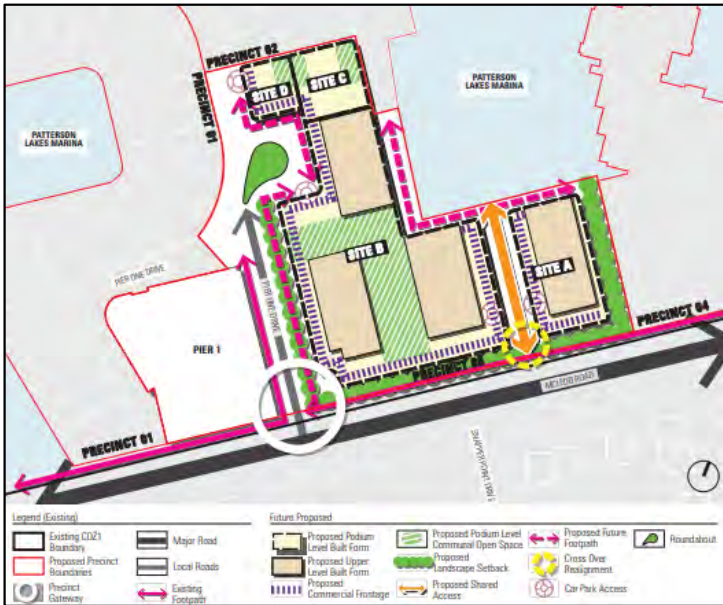 PRECINCT 02
SITE C
SITE D
PRECINCT 01
PATTERSON
LAKES MARINA
PATTERSON
LAKES MARINA
SITE B
SITE A
PIER ONE DRIVE
PIER ONE DRIVE
PIER 1
PRECINCT 04
MCLEOD ROAD
PRECINCT 01
Legend (Existing)
Existing CDZ1
Boundary
Major Road
Proposed Precinct
Boundaries
Local Roads
Precinct
Gateway
Existing
Footpath
Future Proposed
Proposed Podium
Level Built Form
Proposed Podium Level
Communal Open Space
Proposed Future
Footpath
Roundabout
Proposed Upper
Level Built Form
Proposed
Landscape Setback
Cross Over
Realignment
Proposed
Commercial Frontage
Proposed Shared
Access
Car Park Access